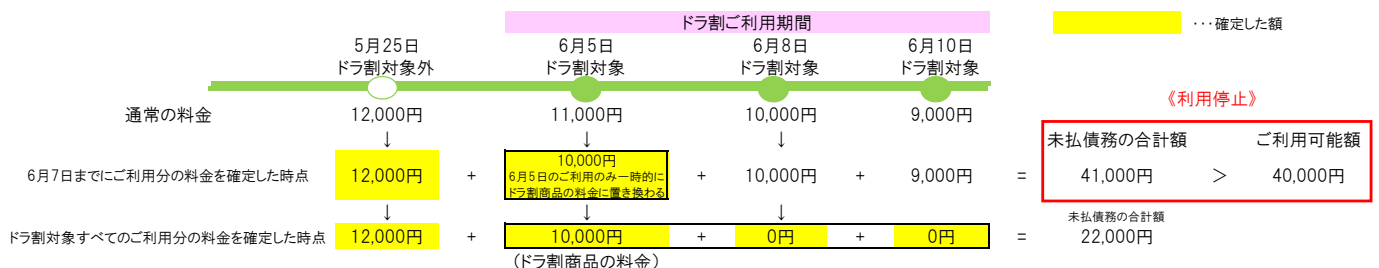 ドラ割ご利用期間
・・・確定した額
5月25日 6月5日 6月8日 6月10日
ドラ割対象外 ドラ割対象 ドラ割対象 ドラ割対象
《利用停止》
通常の料金 12,000円 11,000円 10,000円 9,000円
↓ ↓ ↓
未払債務の合計額 ご利用可能額
6月7日までにご利用分の料金を確定した時点 12,000円 + 10,000円 + 10,000円 + 9,000円 = 41,000円 > 40,000円
6月5日のご利用のみ一時的に
ドラ割商品の料金に置き換わる
↓ ↓ ↓
未払債務の合計額
ドラ割対象すべてのご利用分の料金を確定した時点 12,000円 + 10,000円 + 0円 + 0円 = 22,000円
(ドラ割商品の料金)